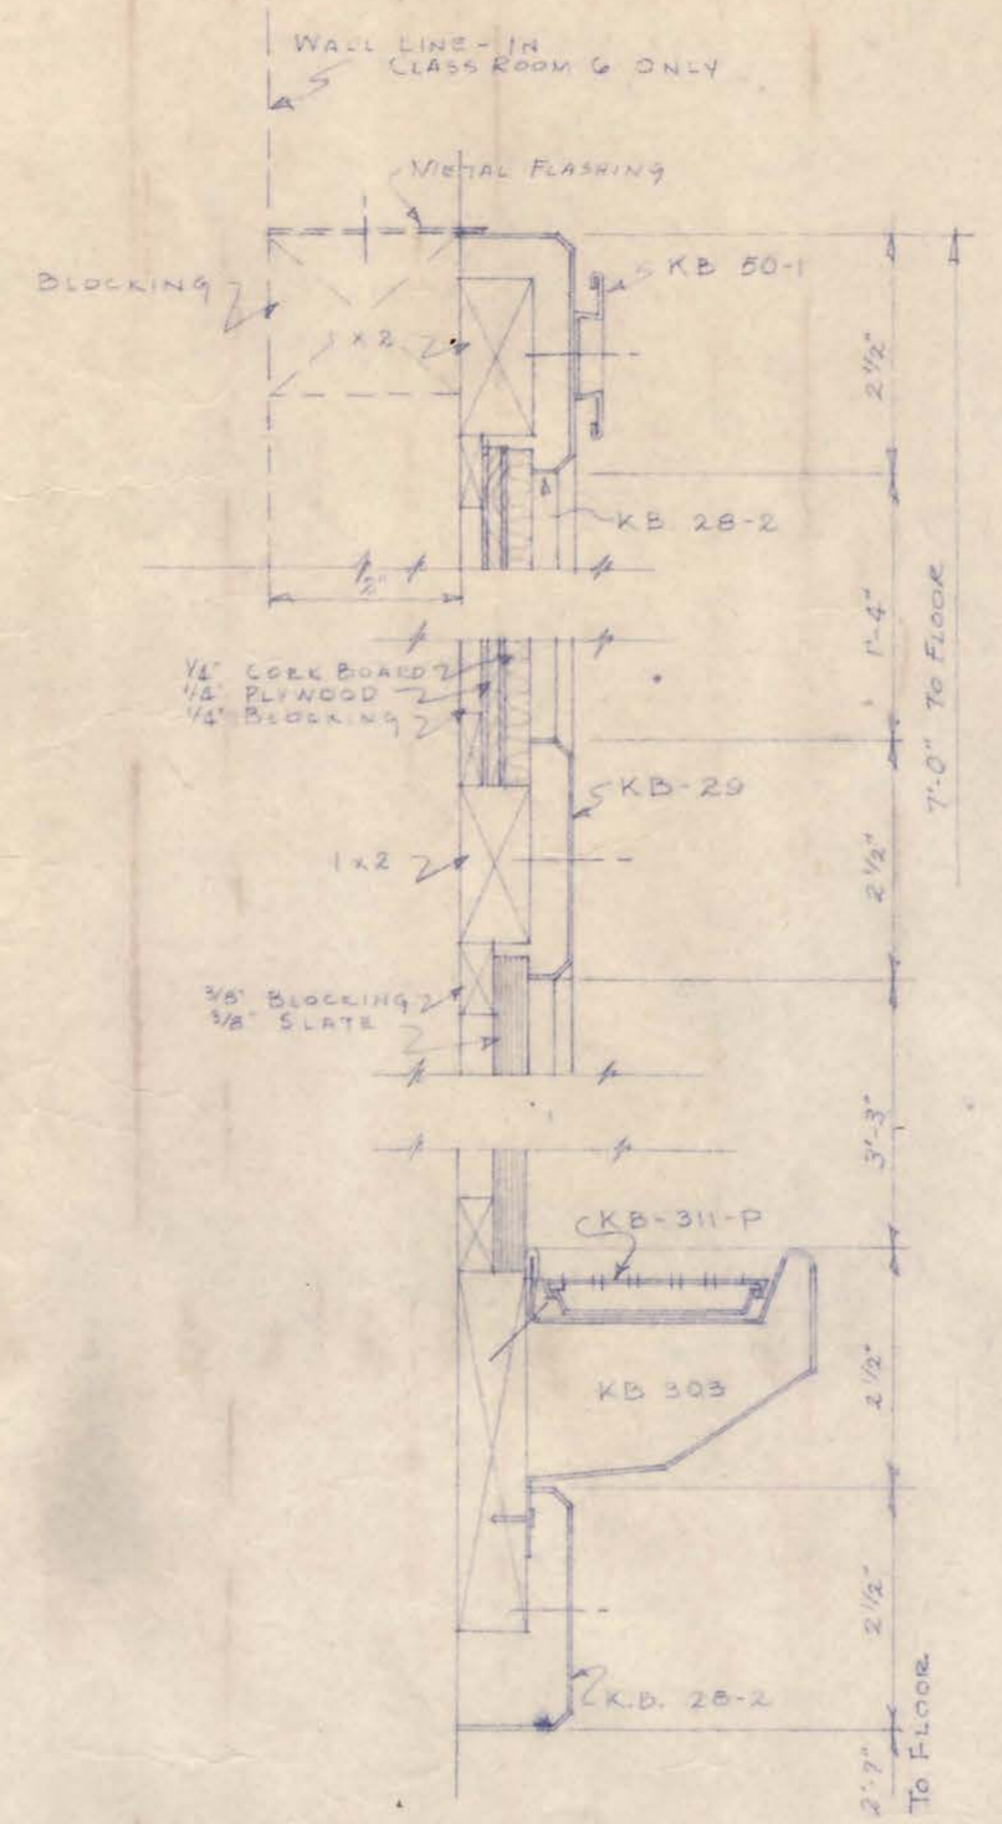 WALL LINE - IN
CLASS ROOM 6 ONLY
METAL FLASHING
BLOCKING
KB 50-1
1 x 2
2 1/2"
KB 28-2
2"
1'-4"
7'-0" TO FLOOR
1/4" CORK BOARD
1/4" PLYWOOD
1/4" BLOCKING
KB-29
1 x 2
2 1/2"
3/8" BLOCKING
3/8" SLATE
3'-3"
KB-311-P
KB 303
2 1/2"
2 1/2"
K.B. 28-2
2'-7"
TO FLOOR